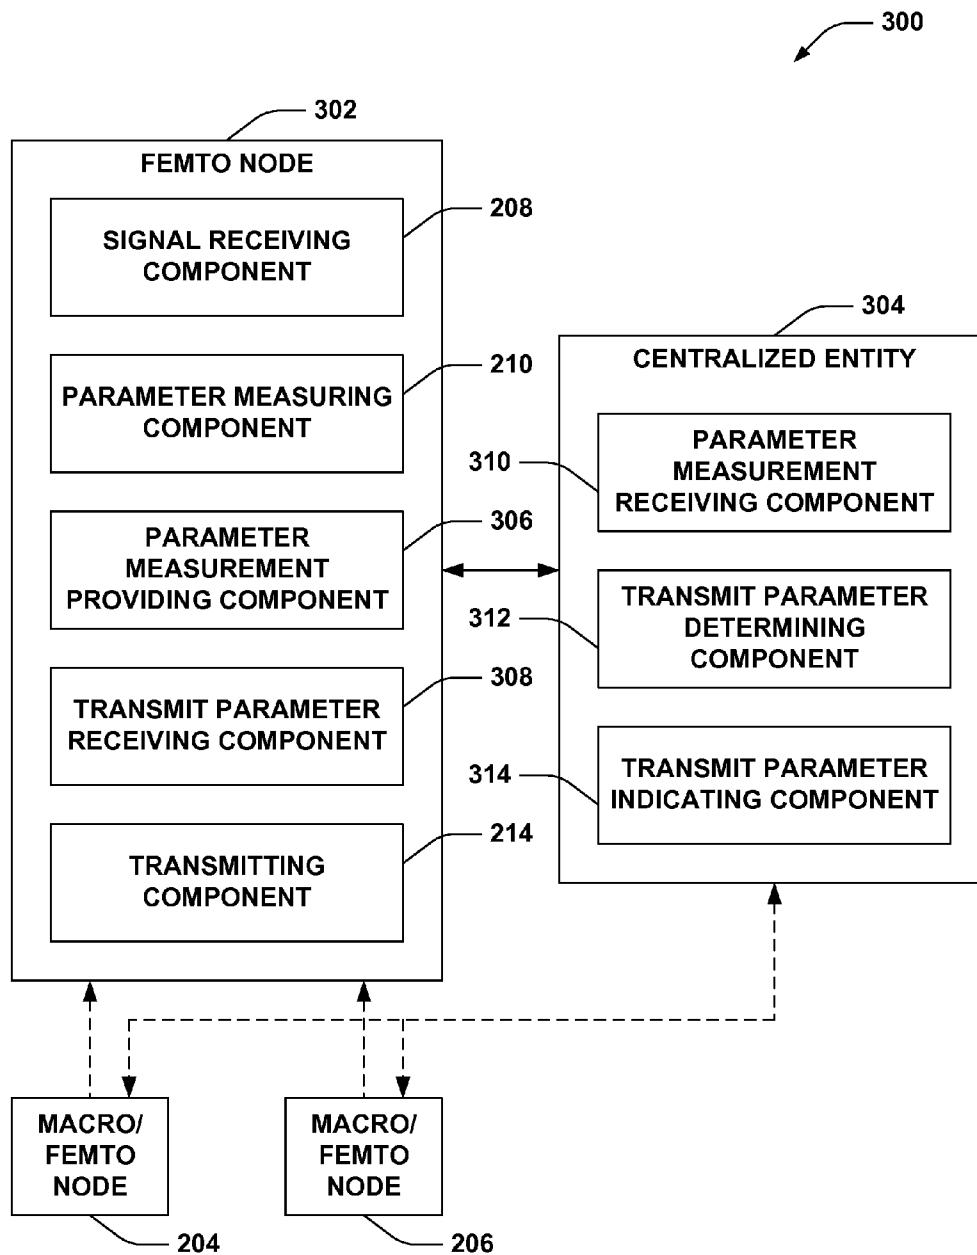 300
302
FEMTO NODE
208
SIGNAL RECEIVING
COMPONENT
210
PARAMETER MEASURING
COMPONENT
306
PARAMETER
MEASUREMENT
PROVIDING COMPONENT
308
TRANSMIT PARAMETER
RECEIVING COMPONENT
214
TRANSMITTING
COMPONENT
304
CENTRALIZED ENTITY
310
PARAMETER
MEASUREMENT
RECEIVING COMPONENT
312
TRANSMIT PARAMETER
DETERMINING
COMPONENT
314
TRANSMIT PARAMETER
INDICATING COMPONENT
MACRO/
FEMTO
NODE
204
MACRO/
FEMTO
NODE
206